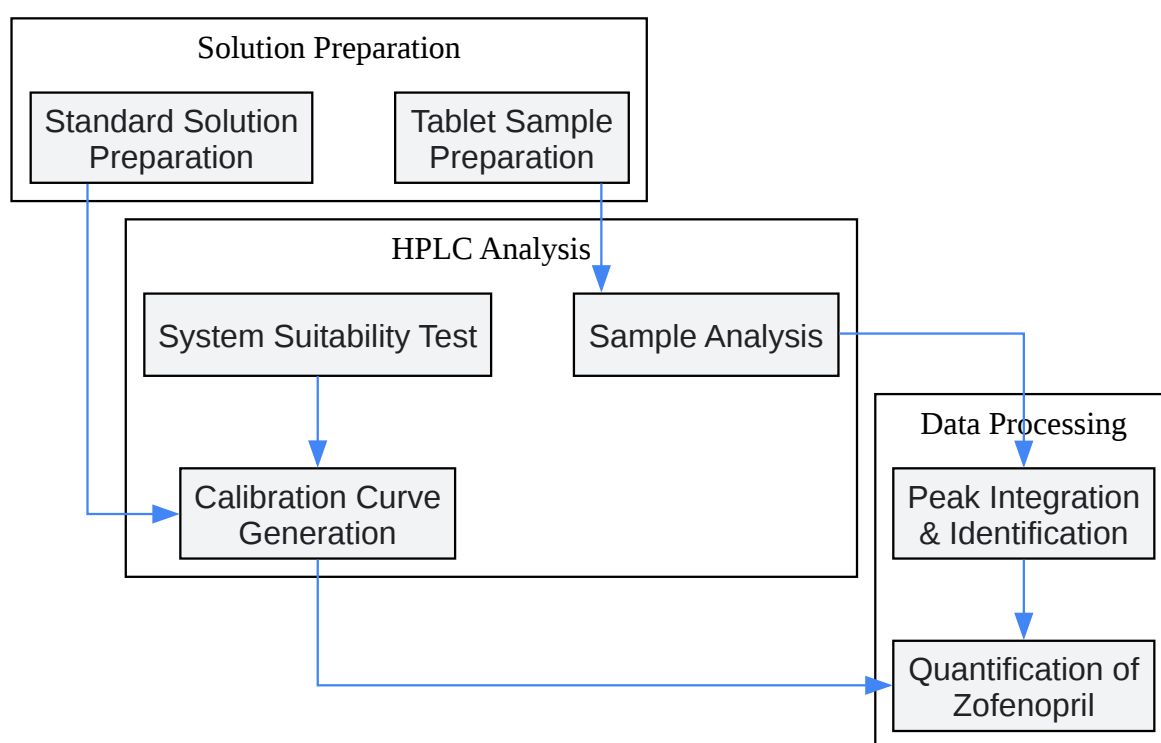 Solution Preparation
Standard Solution
Preparation
Tablet Sample
Preparation
HPLC Analysis
System Suitability Test
Sample Analysis
Calibration Curve
Generation
Data Processing
Peak Integration
& Identification
Quantification of
Zofenopril